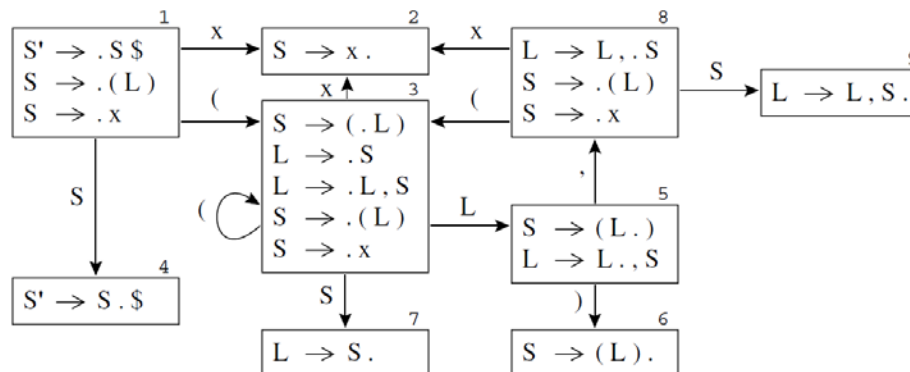 1
S' → . S $
S → . ( L )
S → . x
x
(
S
2
S → x .
x
8
L → L , . S
S → . ( L )
S → . x
x
(
S
L → L , S .
3
S → ( . L )
L → . S
L → . L , S
S → . ( L )
S → . x
(
L
S
,
5
S → ( L . )
L → L . , S
)
4
S' → S . $
7
L → S .
6
S → ( L ) .